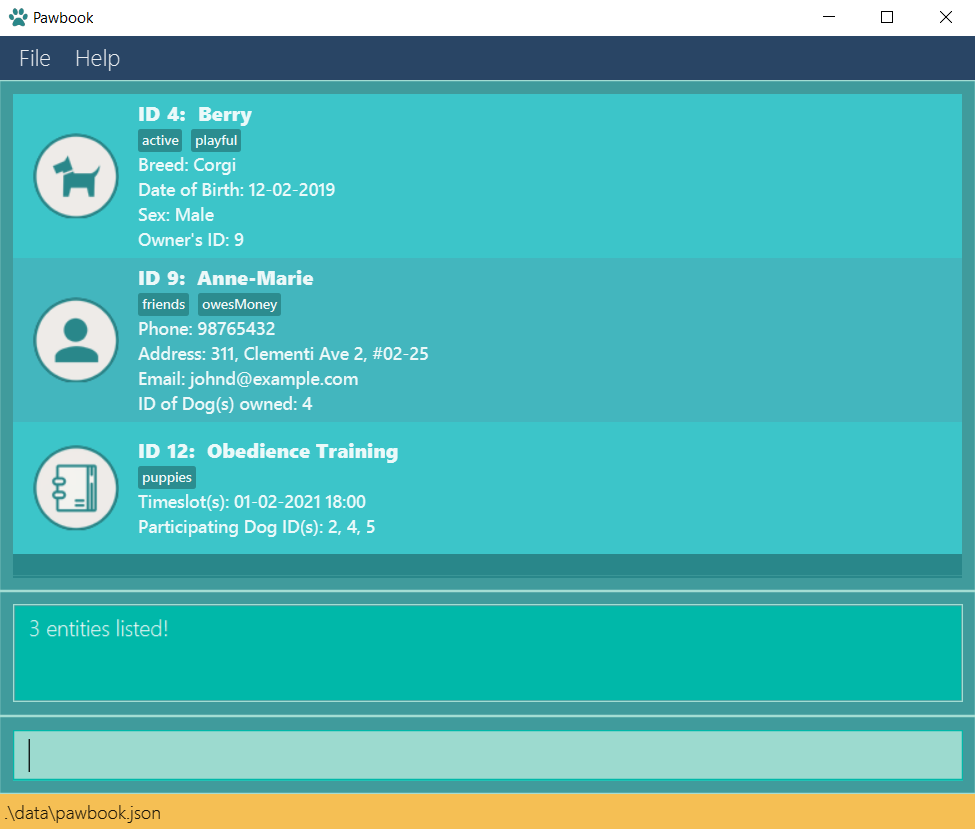 Pawbook
File Help
ID 4: Berry
active playful
Breed: Corgi
Date of Birth: 12-02-2019
Sex: Male
Owner's ID: 9
ID 9: Anne-Marie
friends owesMoney
Phone: 98765432
Address: 311, Clementi Ave 2, #02-25
Email: johnd@example.com
ID of Dog(s) owned: 4
ID 12: Obedience Training
puppies
Timeslot(s): 01-02-2021 18:00
Participating Dog ID(s): 2, 4, 5
3 entities listed!
.\data\pawbook.json